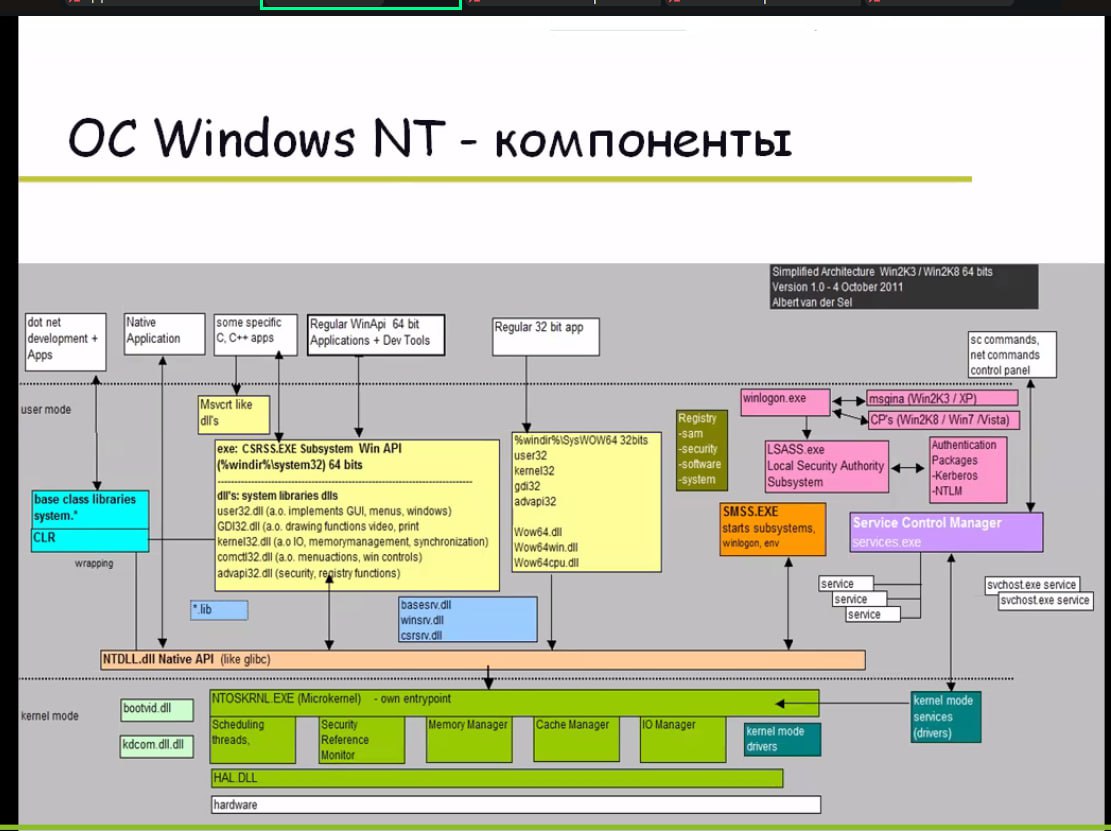 ОС Windows NT - компоненты
Simplified Architecture Win2K3 / Win2K8 64 bits
Version 1.0 - 4 October 2011
Albert van der Sel
dot net
development +
Apps
Native
Application
some specific
C, C++ apps
Regular WinApi 64 bit
Applications + Dev Tools
Regular 32 bit app
sc commands,
net commands
control panel
user mode
Msvcrt like
dll's
exe: CSRSS.EXE Subsystem Win API
(%windir%\system32) 64 bits
dll's: system libraries dlls
user32.dll (a.o. implements GUI, menus, windows)
GDI32.dll (a.o. drawing functions video, print
kernel32.dll (a.o IO, memorymanagement, synchronization)
comctl32.dll (a.o. menuactions, win controls)
advapi32.dll (security, registry functions)
%windir%\SysWOW64 32bits
user32
kernel32
gdi32
advapi32
Wow64.dll
Wow64win.dll
Wow64cpu.dll
Registry
-sam
-security
-software
-system
winlogon.exe
msgina (Win2K3 / XP)
CP's (Win2K8 / Win7 /Vista)
LSASS.exe
Local Security Authority
Subsystem
Authentication
Packages
-Kerberos
-NTLM
base class libraries
system.*
CLR
wrapping
SMSS.EXE
starts subsystems,
winlogon, env
Service Control Manager
services.exe
service
service
service
svchost.exe service
svchost.exe service
*.lib
basesrv.dll
winsrv.dll
csrsrv.dll
NTDLL.dll Native API (like glibc)
kernel mode
bootvid.dll
kdcom.dll.dll
NTOSKRNL.EXE (Microkernel) - own entrypoint
Scheduling
threads,
Security
Reference
Monitor
Memory Manager
Cache Manager
IO Manager
kernel mode
drivers
kernel mode
services
(drivers)
HAL.DLL
hardware